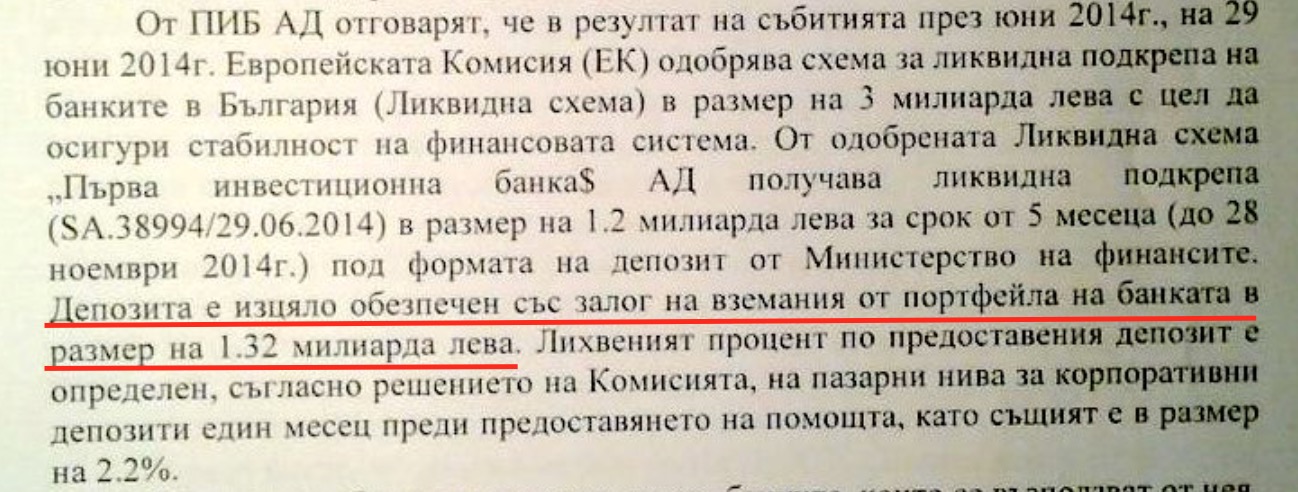 От ПИБ АД отговарят, че в резултат на събитията през юни 2014г., на 29
юни 2014г. Европейската Комисия (ЕК) одобрява схема за ликвидна подкрепа на
банките в България (Ликвидна схема) в размер на 3 милиарда лева с цел да
осигури стабилност на финансовата система. От одобрената Ликвидна схема
„Първа инвестиционна банка$ АД получава ликвидна подкрепа
(SA.38994/29.06.2014) в размер на 1.2 милиарда лева за срок от 5 месеца (до 28
ноември 2014г.) под формата на депозит от Министерство на финансите.
Депозита е изцяло обезпечен със залог на вземания от портфейла на банката в
размер на 1.32 милиарда лева. Лихвеният процент по предоставения депозит е
определен, съгласно решението на Комисията, на пазарни нива за корпоративни
депозити един месец преди предоставянето на помощта, като същият е в размер
на 2.2%.